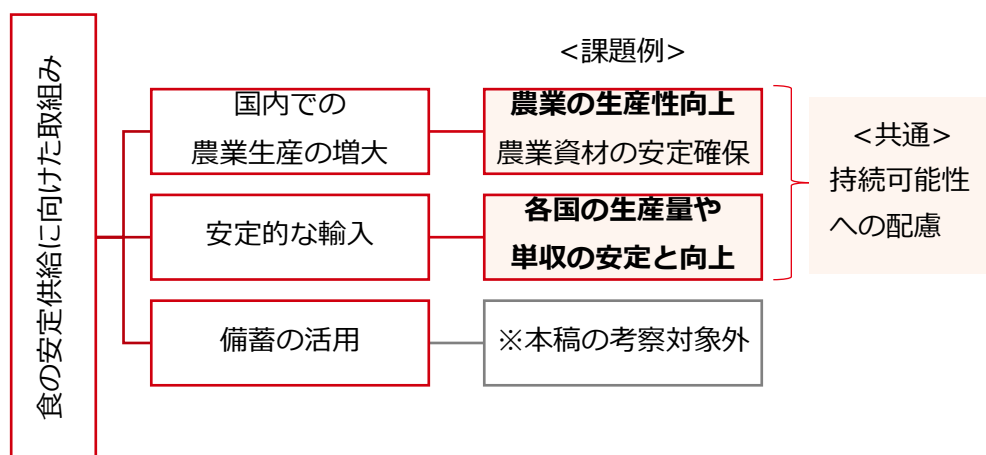 食の安定供給に向けた取組み
<課題例>
国内での
農業生産の増大
農業の生産性向上
農業資材の安定確保
安定的な輸入
各国の生産量や
単収の安定と向上
備蓄の活用
※本稿の考察対象外
<共通>
持続可能性
への配慮